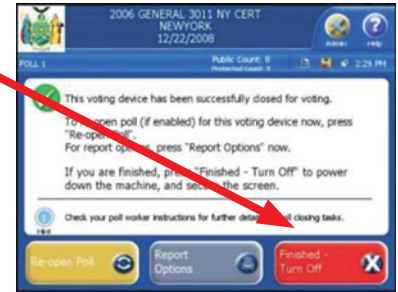 2006 GENERAL 3011 NY CERT
NEWYORK
12/22/2008
Admin
Help
POLL 1
Public Count: 8
Protected Count: 8
2:29 PM
This voting device has been successfully closed for voting.
To re-open poll (if enabled) for this voting device now, press
"Re-open Poll".
For report options, press "Report Options" now.
If you are finished, press "Finished - Turn Off" to power
down the machine, and secure the screen.
Hint
Check your poll worker instructions for further details poll closing tasks.
Re-open Poll
Report
Options
Finished -
Turn Off